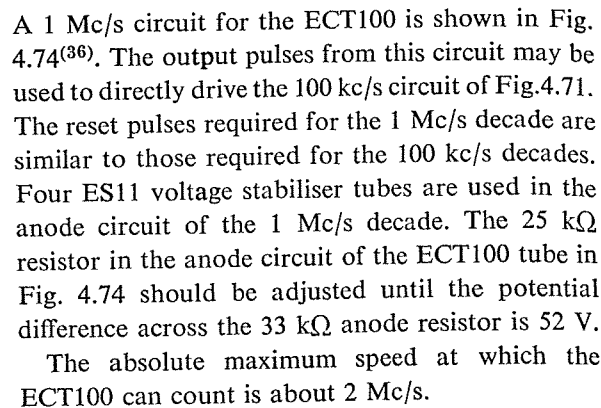 A 1 Mc/s circuit for the ECT100 is shown in Fig.
4.74(36). The output pulses from this circuit may be
used to directly drive the 100 kc/s circuit of Fig.4.71.
The reset pulses required for the 1 Mc/s decade are
similar to those required for the 100 kc/s decades.
Four ES11 voltage stabiliser tubes are used in the
anode circuit of the 1 Mc/s decade. The 25 kΩ
resistor in the anode circuit of the ECT100 tube in
Fig. 4.74 should be adjusted until the potential
difference across the 33 kΩ anode resistor is 52 V.
The absolute maximum speed at which the
ECT100 can count is about 2 Mc/s.